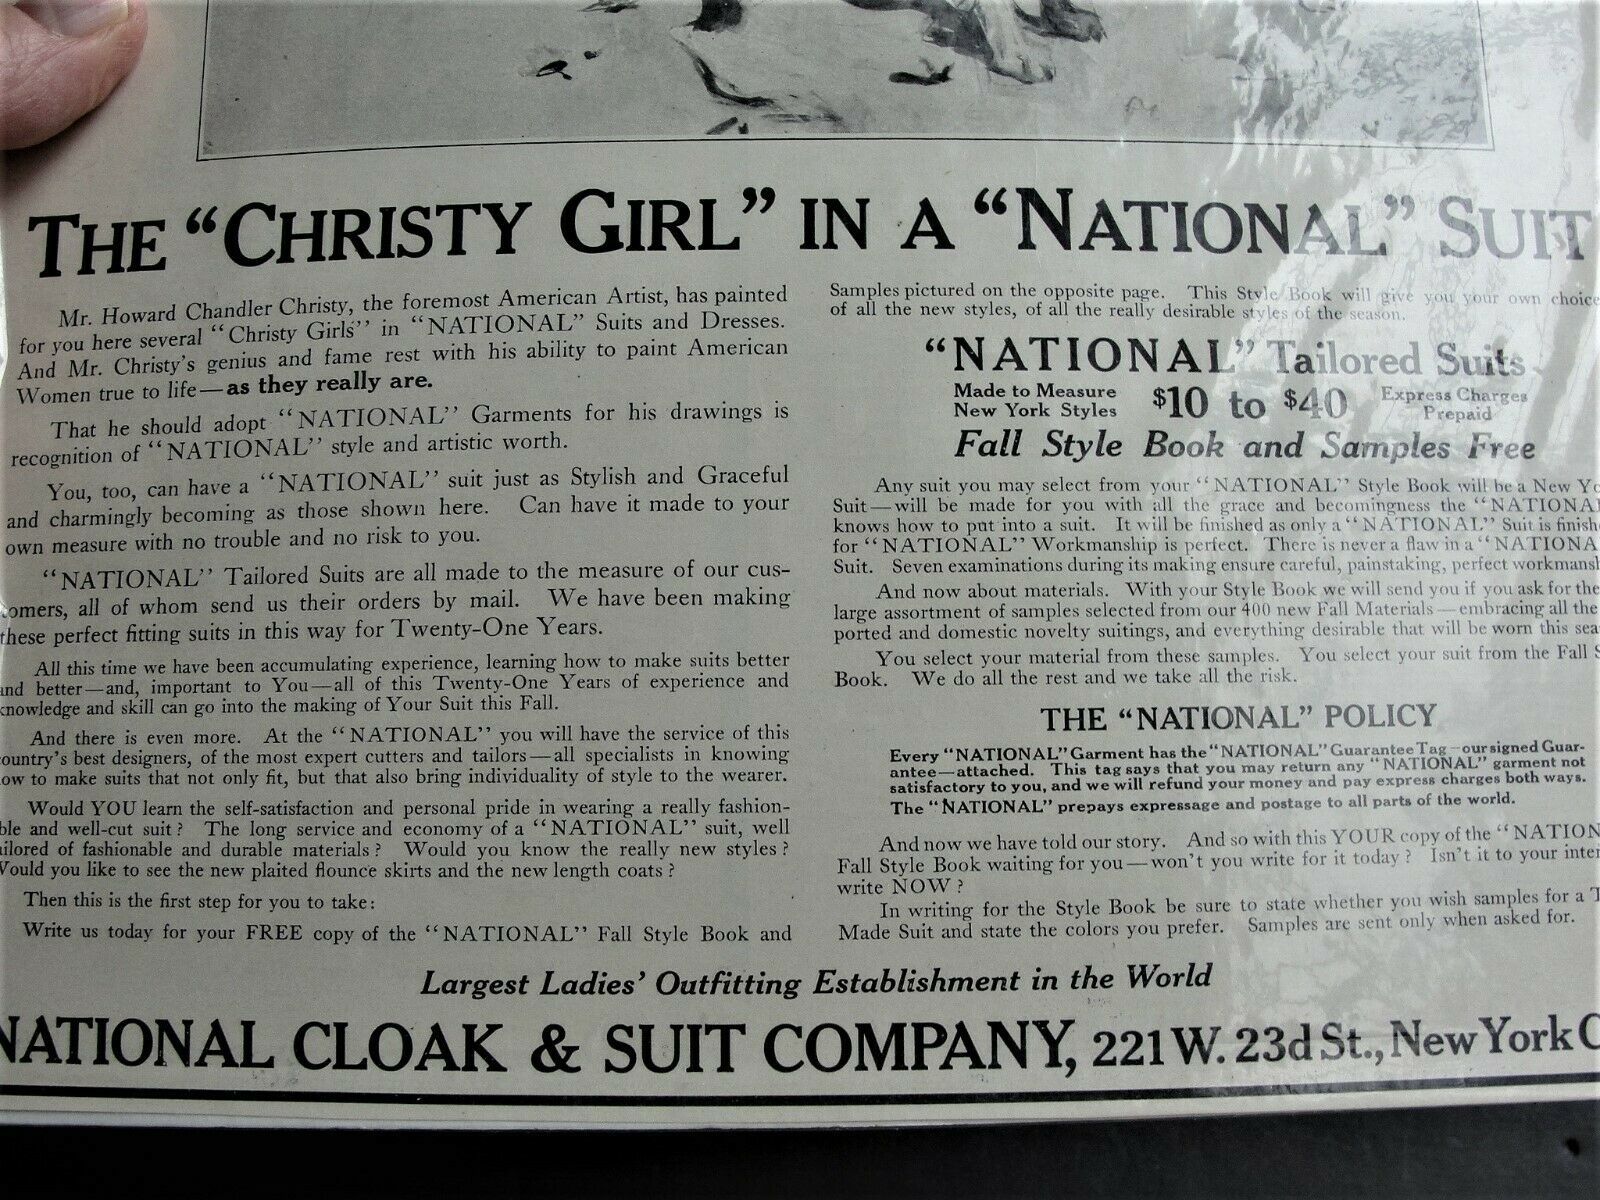 THE "CHRISTY GIRL" IN A "NATIONAL" SUIT
Mr. Howard Chandler Christy, the foremost American Artist, has painted
for you here several "Christy Girls" in "NATIONAL" Suits and Dresses.
And Mr. Christy's genius and fame rest with his ability to paint American
Women true to life—as they really are.
That he should adopt "NATIONAL" Garments for his drawings is
recognition of "NATIONAL" style and artistic worth.
You, too, can have a "NATIONAL" suit just as Stylish and Graceful
and charmingly becoming as those shown here. Can have it made to your
own measure with no trouble and no risk to you.
"NATIONAL" Tailored Suits are all made to the measure of our cus-
omers, all of whom send us their orders by mail. We have been making
these perfect fitting suits in this way for Twenty-One Years.
All this time we have been accumulating experience, learning how to make suits better
nd better—and, important to You—all of this Twenty-One Years of experience and
knowledge and skill can go into the making of Your Suit this Fall.
And there is even more. At the "NATIONAL" you will have the service of this
ountry's best designers, of the most expert cutters and tailors—all specialists in knowing
ow to make suits that not only fit, but that also bring individuality of style to the wearer.
Would YOU learn the self-satisfaction and personal pride in wearing a really fashion-
ble and well-cut suit? The long service and economy of a "NATIONAL" suit, well
ailored of fashionable and durable materials? Would you know the really new styles?
Would you like to see the new plaited flounce skirts and the new length coats?
Then this is the first step for you to take:
Write us today for your FREE copy of the "NATIONAL" Fall Style Book and
Samples pictured on the opposite page. This Style Book will give you your own choice
of all the new styles, of all the really desirable styles of the season.
"NATIONAL" Tailored Suits
Made to Measure
New York Styles
$10 to $40
Express Charges
Prepaid
Fall Style Book and Samples Free
Any suit you may select from your "NATIONAL" Style Book will be a New Yo
Suit—will be made for you with all the grace and becomingness the "NATIONAL
knows how to put into a suit. It will be finished as only a "NATIONAL" Suit is finish
for "NATIONAL" Workmanship is perfect. There is never a flaw in a "NATIONA
Suit. Seven examinations during its making ensure careful, painstaking, perfect workmansh
And now about materials. With your Style Book we will send you if you ask for the
large assortment of samples selected from our 400 new Fall Materials—embracing all the
ported and domestic novelty suitings, and everything desirable that will be worn this sea
You select your material from these samples. You select your suit from the Fall S
Book. We do all the rest and we take all the risk.
THE "NATIONAL" POLICY
Every "NATIONAL" Garment has the "NATIONAL" Guarantee Tag—our signed Guar-
antee—attached. This tag says that you may return any "NATIONAL" garment not
satisfactory to you, and we will refund your money and pay express charges both ways.
The "NATIONAL" prepays expressage and postage to all parts of the world.
And now we have told our story. And so with this YOUR copy of the "NATION
Fall Style Book waiting for you—won't you write for it today? Isn't it to your inter
write NOW?
In writing for the Style Book be sure to state whether you wish samples for a T
Made Suit and state the colors you prefer. Samples are sent only when asked for.
Largest Ladies' Outfitting Establishment in the World
NATIONAL CLOAK & SUIT COMPANY, 221 W. 23d St., New York C